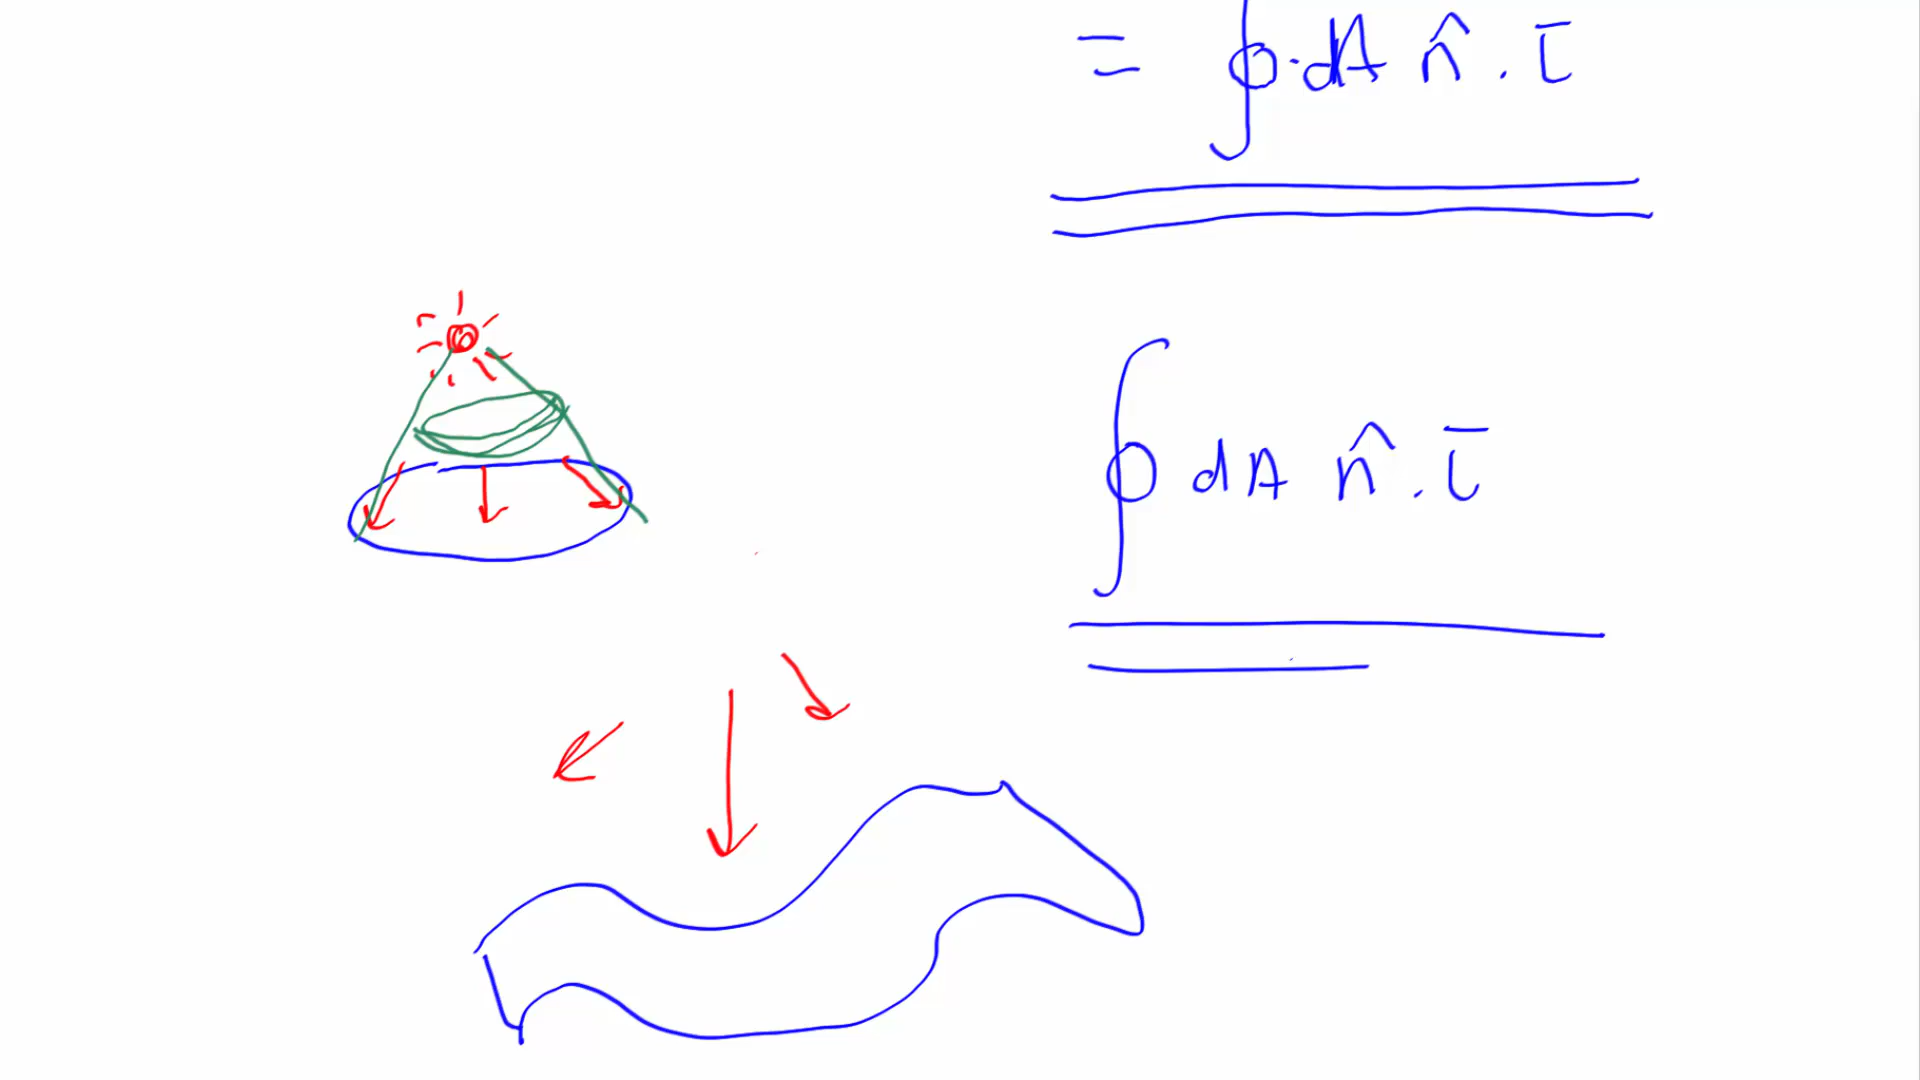 = ∮ dA n̂ . τ̅
∮ dA n̂ . τ̅